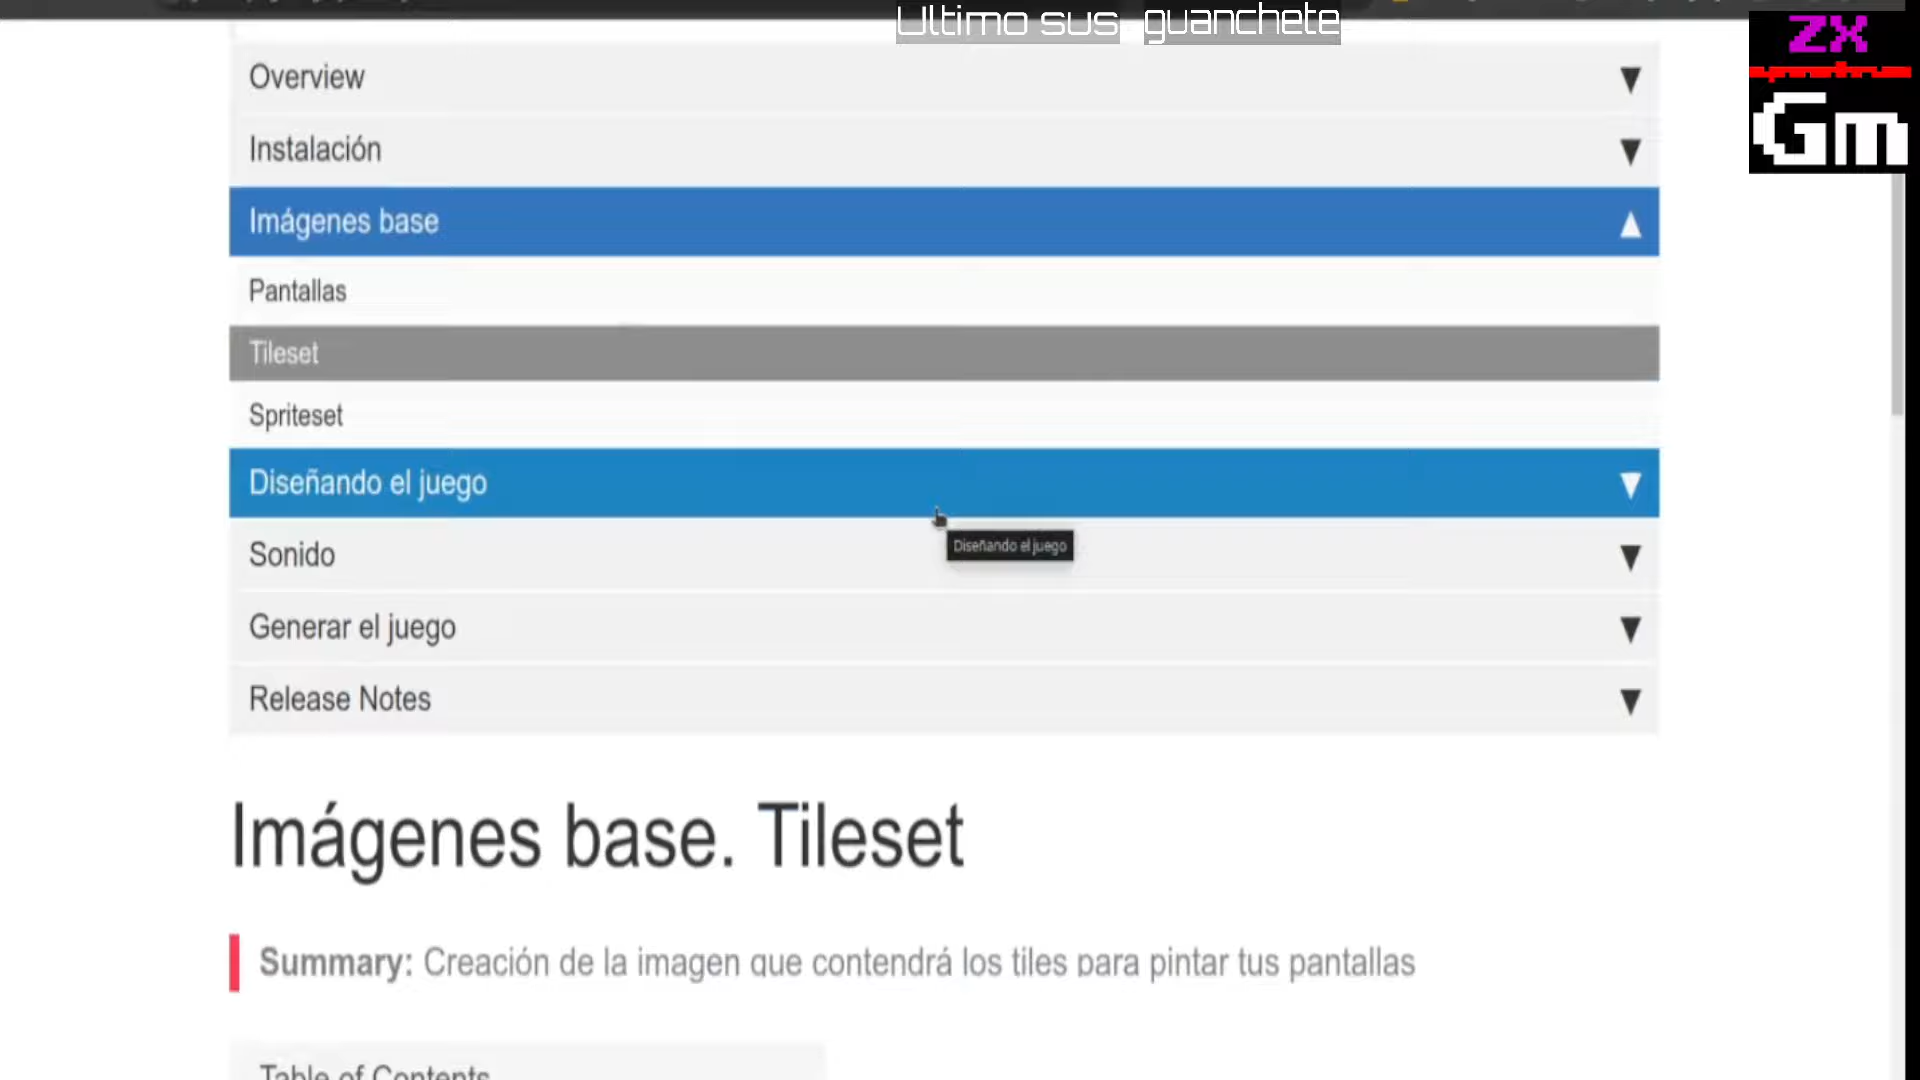 Ultimo sus guanchete
ZX
Gm
Overview
Instalación
Imágenes base
Pantallas
Tileset
Spriteset
Diseñando el juego
Diseñando el juego
Sonido
Generar el juego
Release Notes
Imágenes base. Tileset
Summary: Creación de la imagen que contendrá los tiles para pintar tus pantallas
Table of Contents